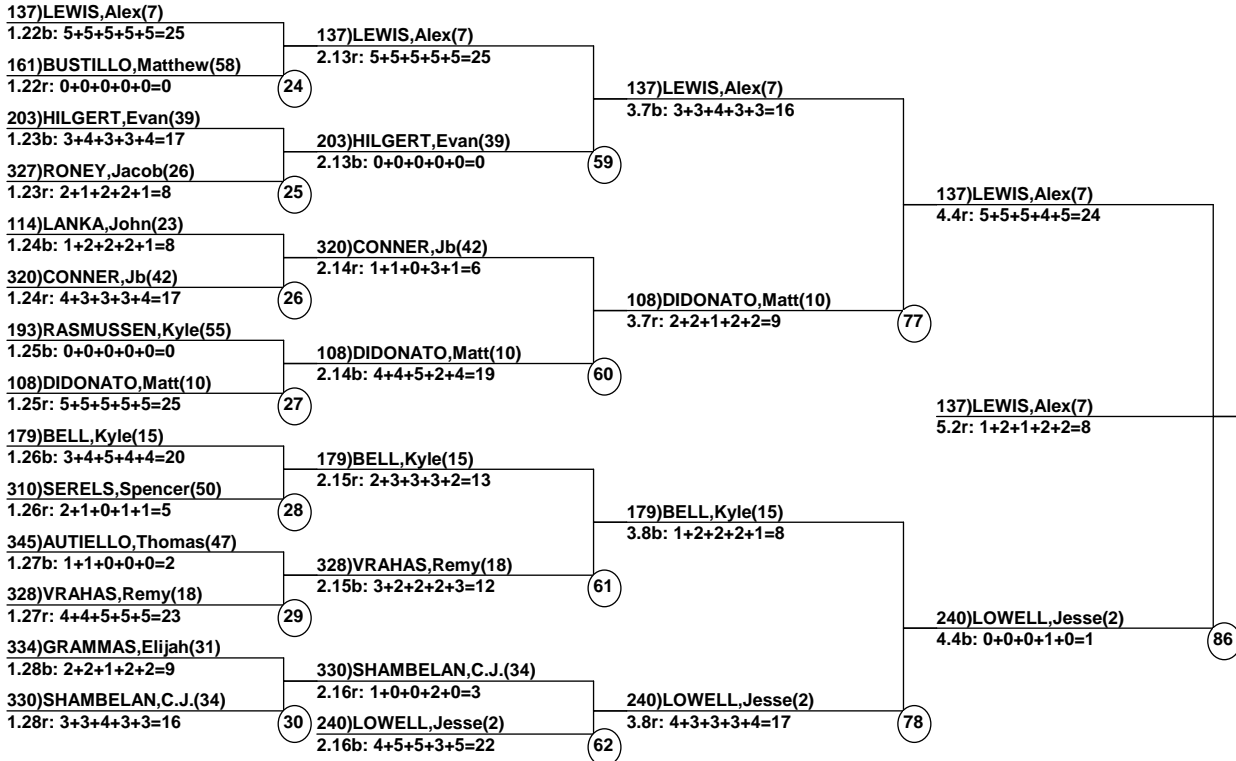 137)LEWIS,Alex(7)
1.22b: 5+5+5+5+5=25
161)BUSTILLO,Matthew(58)
1.22r: 0+0+0+0+0=0
24
203)HILGERT,Evan(39)
1.23b: 3+4+3+3+4=17
327)RONEY,Jacob(26)
1.23r: 2+1+2+2+1=8
25
114)LANKA,John(23)
1.24b: 1+2+2+2+1=8
320)CONNER,Jb(42)
1.24r: 4+3+3+3+4=17
26
193)RASMUSSEN,Kyle(55)
1.25b: 0+0+0+0+0=0
108)DIDONATO,Matt(10)
1.25r: 5+5+5+5+5=25
27
179)BELL,Kyle(15)
1.26b: 3+4+5+4+4=20
310)SERELS,Spencer(50)
1.26r: 2+1+0+1+1=5
28
345)AUTIELLO,Thomas(47)
1.27b: 1+1+0+0+0=2
328)VRAHAS,Remy(18)
1.27r: 4+4+5+5+5=23
29
334)GRAMMAS,Elijah(31)
1.28b: 2+2+1+2+2=9
330)SHAMBELAN,C.J.(34)
1.28r: 3+3+4+3+3=16
30
137)LEWIS,Alex(7)
2.13r: 5+5+5+5+5=25
203)HILGERT,Evan(39)
2.13b: 0+0+0+0+0=0
59
320)CONNER,Jb(42)
2.14r: 1+1+0+3+1=6
108)DIDONATO,Matt(10)
2.14b: 4+4+5+2+4=19
60
179)BELL,Kyle(15)
2.15r: 2+3+3+3+2=13
328)VRAHAS,Remy(18)
2.15b: 3+2+2+2+3=12
61
330)SHAMBELAN,C.J.(34)
2.16r: 1+0+0+2+0=3
240)LOWELL,Jesse(2)
2.16b: 4+5+5+3+5=22
62
137)LEWIS,Alex(7)
3.7b: 3+3+4+3+3=16
108)DIDONATO,Matt(10)
3.7r: 2+2+1+2+2=9
77
179)BELL,Kyle(15)
3.8b: 1+2+2+2+1=8
240)LOWELL,Jesse(2)
3.8r: 4+3+3+3+4=17
78
137)LEWIS,Alex(7)
4.4r: 5+5+5+4+5=24
240)LOWELL,Jesse(2)
4.4b: 0+0+0+1+0=1
86
137)LEWIS,Alex(7)
5.2r: 1+2+1+2+2=8